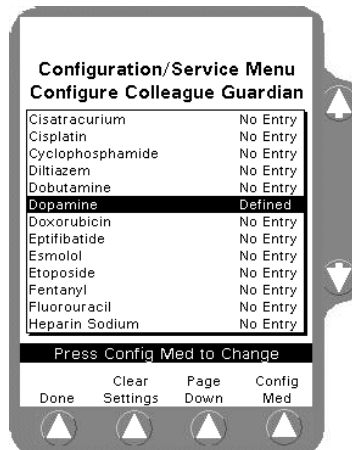 Configuration/Service Menu
Configure Colleague Guardian
Cisatracurium No Entry
Cisplatin No Entry
Cyclophosphamide No Entry
Diltiazem No Entry
Dobutamine No Entry
Dopamine Defined
Doxorubicin No Entry
Eptifibatide No Entry
Esmolol No Entry
Etoposide No Entry
Fentanyl No Entry
Fluorouracil No Entry
Heparin Sodium No Entry
Press Config Med to Change
Done Clear Settings Page Down Config Med